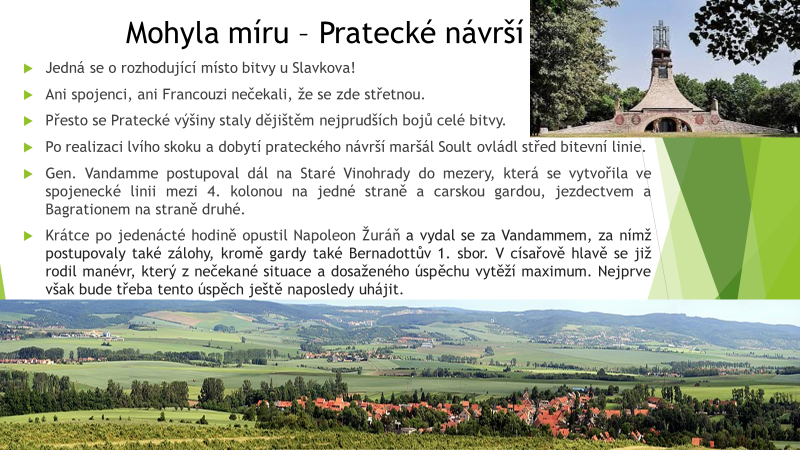 Mohyla míru – Pratecké návrší
Jedná se o rozhodující místo bitvy u Slavkova!
Ani spojenci, ani Francouzi nečekali, že se zde střetnou.
Přesto se Pratecké výšiny staly dějištěm nejprudších bojů celé bitvy.
Po realizaci lvího skoku a dobytí prateckého návrší maršál Soult ovládl střed bitevní linie.
Gen. Vandamme postupoval dál na Staré Vinohrady do mezery, která se vytvořila ve
spojenecké linii mezi 4. kolonou na jedné straně a carskou gardou, jezdectvem a
Bagrationem na straně druhé.
Krátce po jedenácté hodině opustil Napoleon Žuráň a vydal se za Vandammem, za nímž
postupovaly také zálohy, kromě gardy také Bernadottův 1. sbor. V císařově hlavě se již
rodil manévr, který z nečekané situace a dosaženého úspěchu vytěží maximum. Nejprve
však bude třeba tento úspěch ještě naposledy uhájit.